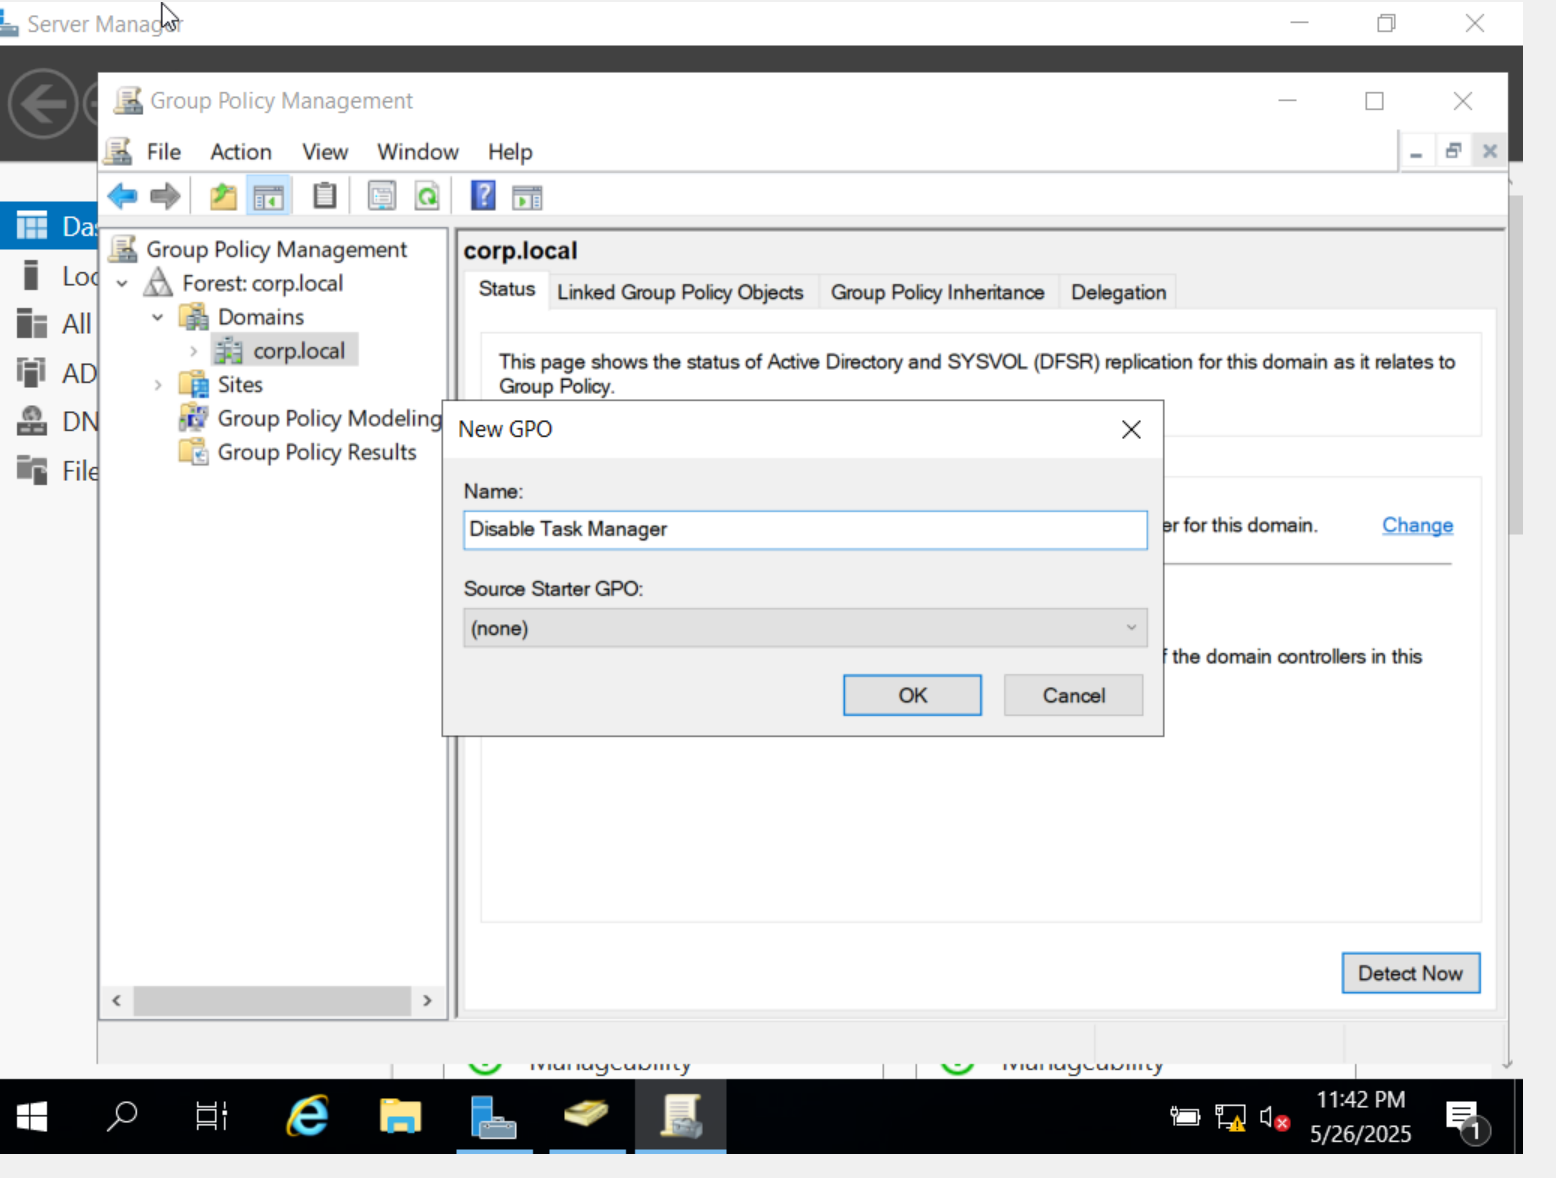 Server Manager
Group Policy Management
File Action View Window Help
Das
Loc
All
AD
DN
File
Group Policy Management
Forest: corp.local
Domains
corp.local
Sites
Group Policy Modeling
Group Policy Results
corp.local
Status Linked Group Policy Objects Group Policy Inheritance Delegation
This page shows the status of Active Directory and SYSVOL (DFSR) replication for this domain as it relates to
Group Policy.
New GPO
Name:
Disable Task Manager
Source Starter GPO:
(none)
OK Cancel
er for this domain. Change
f the domain controllers in this
Detect Now
Manageability Manageability
11:42 PM
5/26/2025
1